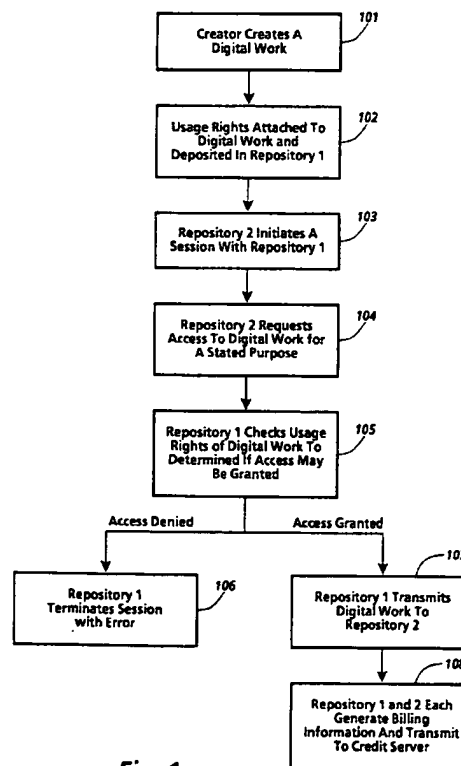 101
Creator Creates A
Digital Work
102
Usage Rights Attached To
Digital Work and
Deposited In Repository 1
103
Repository 2 Initiates A
Session With Repository 1
104
Repository 2 Requests
Access To Digital Work for
A Stated Purpose
105
Repository 1 Checks Usage
Rights of Digital Work To
Determined If Access May
Be Granted
Access Denied
Access Granted
106
Repository 1
Terminates Session
with Error
Repository 1 Transmits
Digital Work To
Repository 2
108
Repository 1 and 2 Each
Generate Billing
Information And Transmit
To Credit Server